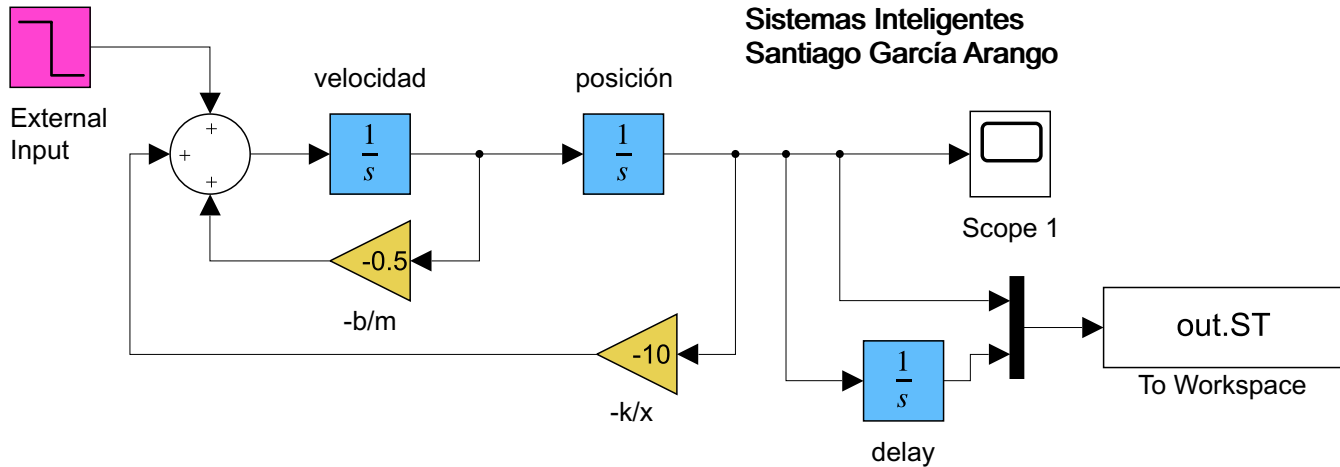 Sistemas Inteligentes
Santiago García Arango
External
Input
velocidad
posición
+
+
+
1
s
1
s
Scope 1
-0.5
-b/m
-10
-k/x
1
s
delay
out.ST
To Workspace